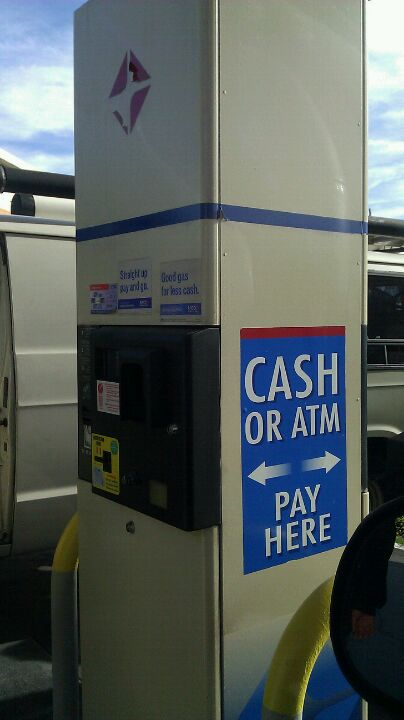 Straight up
pay and go.
Good gas
for less cash.
CASH
OR ATM
PAY
HERE